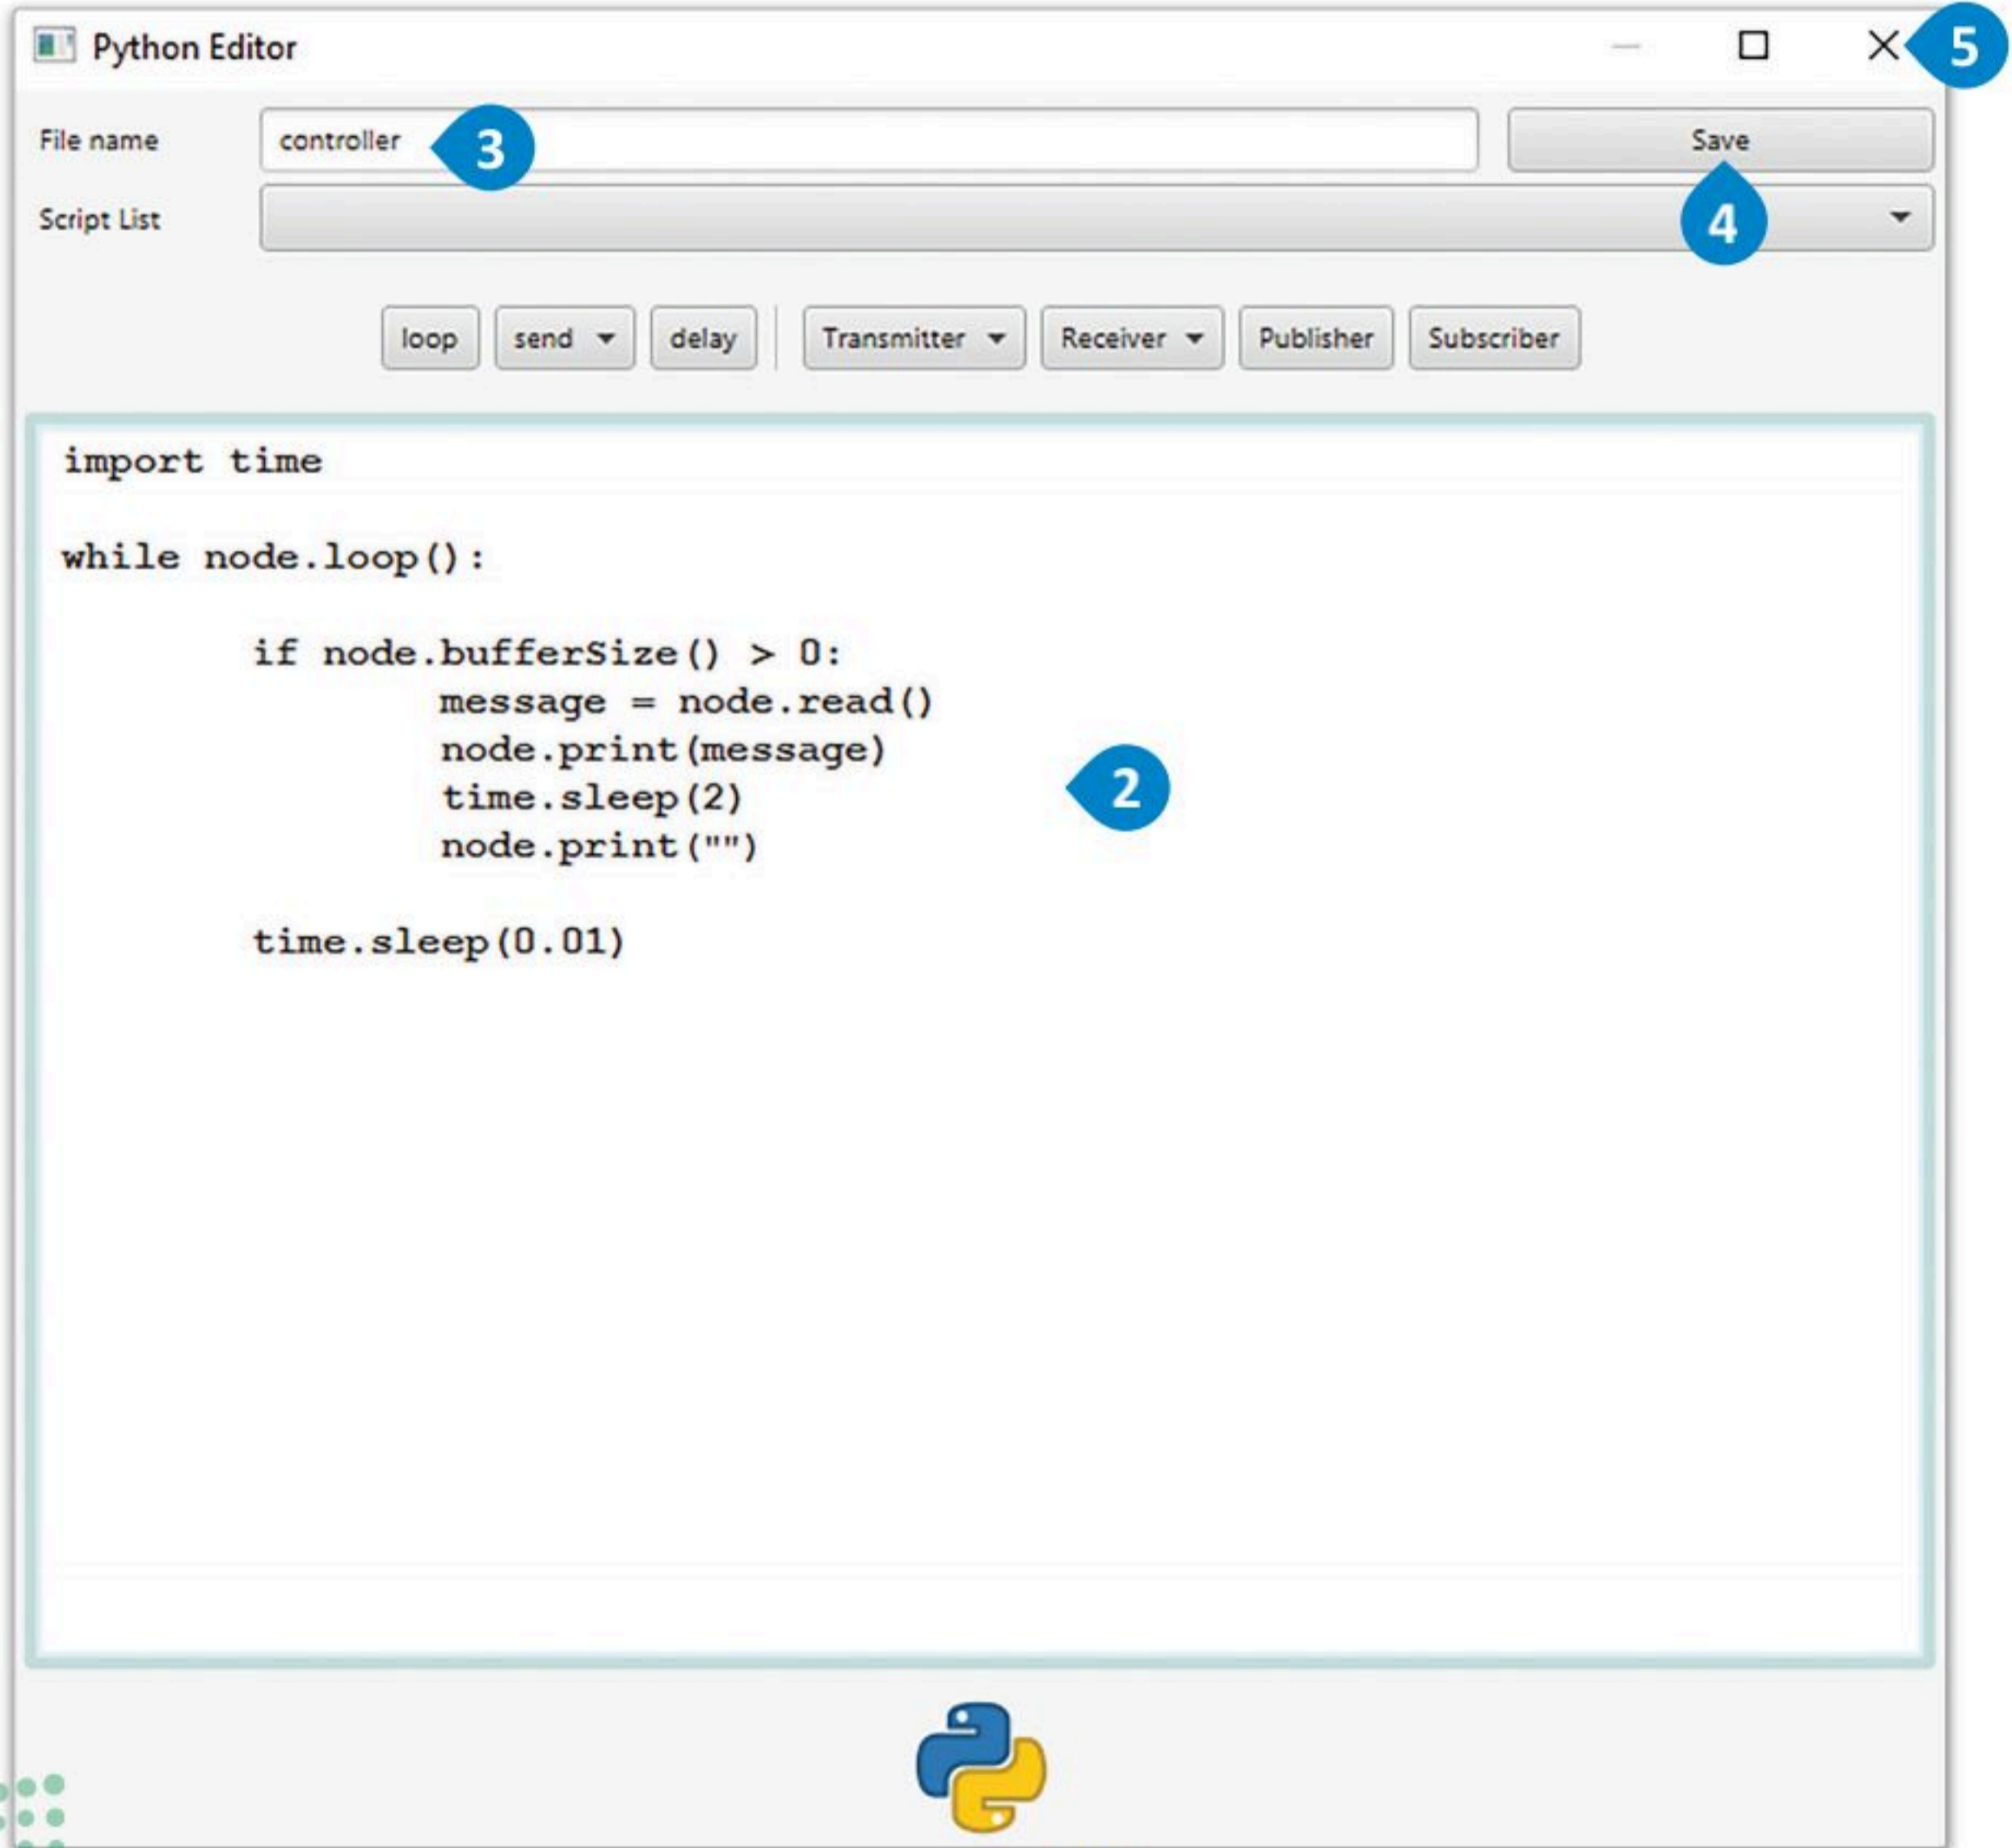 Python Editor
5
File name
controller
3
Save
Script List
4
loop
send
delay
Transmitter
Receiver
Publisher
Subscriber
import time
while node.loop():
        if node.bufferSize() > 0:
                message = node.read()
                node.print(message)
                time.sleep(2)
                node.print("")
2
        time.sleep(0.01)